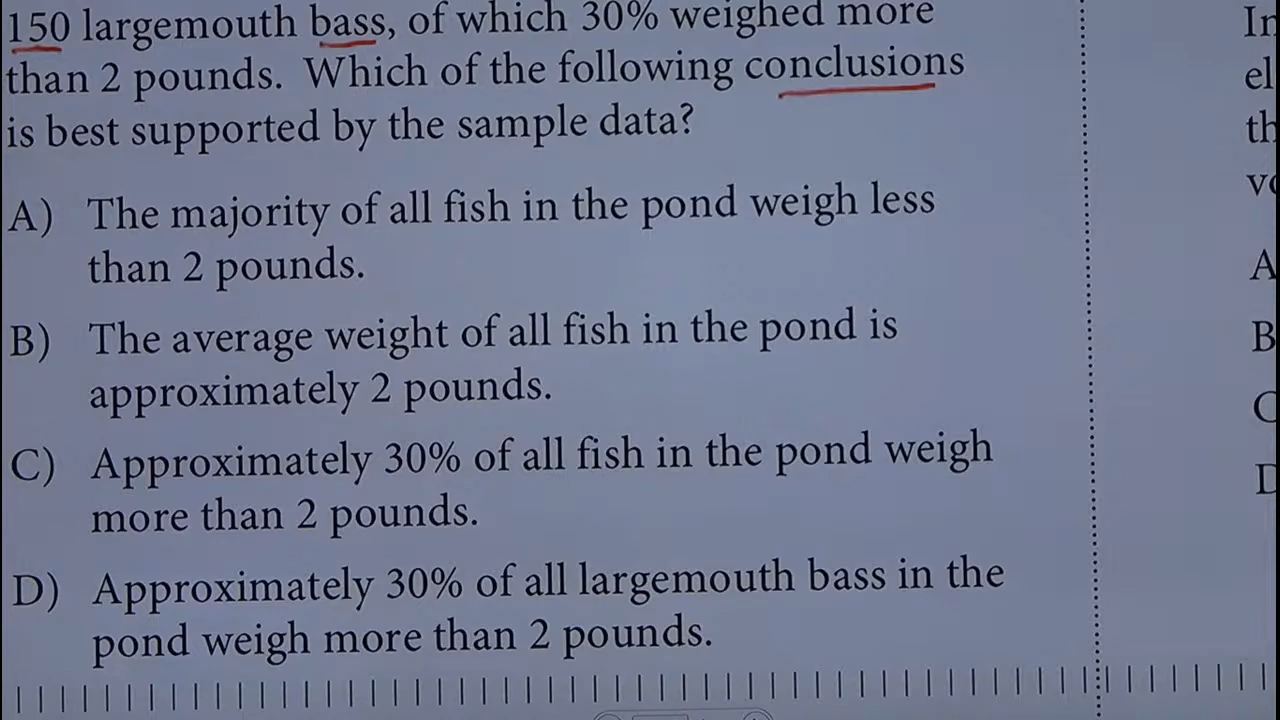 150 largemouth bass, of which 30% weighed more
than 2 pounds. Which of the following conclusions
is best supported by the sample data?
A) The majority of all fish in the pond weigh less
than 2 pounds.
B) The average weight of all fish in the pond is
approximately 2 pounds.
C) Approximately 30% of all fish in the pond weigh
more than 2 pounds.
D) Approximately 30% of all largemouth bass in the
pond weigh more than 2 pounds.
In
el
th
A
B